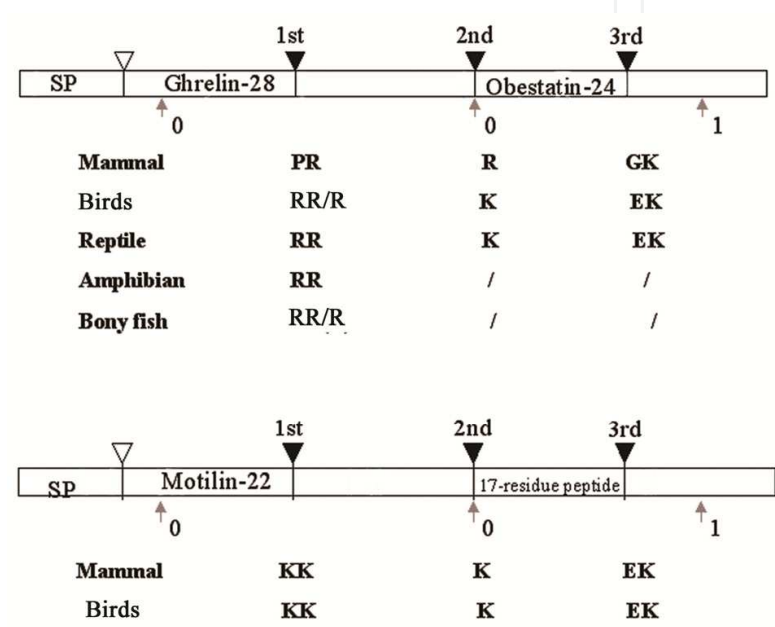 1st 2nd 3rd
SP Ghrelin-28 Obestatin-24
0 0 1
Mammal PR R GK
Birds RR/R K EK
Reptile RR K EK
Amphibian RR / /
Bony fish RR/R / /
1st 2nd 3rd
SP Motilin-22 17-residue peptide
0 0 1
Mammal KK K EK
Birds KK K EK